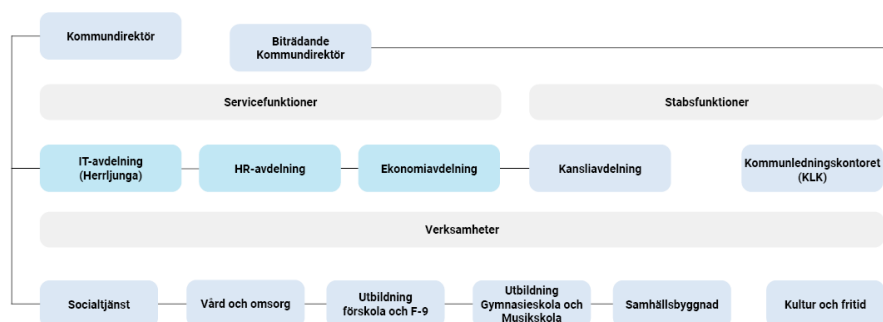 Kommundirektör
Biträdande
Kommundirektör
Servicefunktioner
Stabsfunktioner
IT-avdelning
(Herrljunga)
HR-avdelning
Ekonomiavdelning
Kansliavdelning
Kommunledningskontoret
(KLK)
Verksamheter
Socialtjänst
Vård och omsorg
Utbildning
förskola och F-9
Utbildning
Gymnasieskola och
Musikskola
Samhällsbyggnad
Kultur och fritid